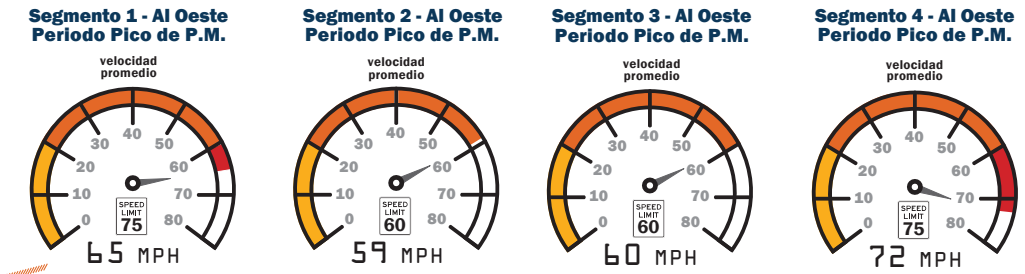 Segmento 1 - Al Oeste
Periodo Pico de P.M.
velocidad
promedio
0 10 20 30 40 50 60 70 80
SPEED
LIMIT
75
65 MPH
Segmento 2 - Al Oeste
Periodo Pico de P.M.
velocidad
promedio
0 10 20 30 40 50 60 70 80
SPEED
LIMIT
60
59 MPH
Segmento 3 - Al Oeste
Periodo Pico de P.M.
velocidad
promedio
0 10 20 30 40 50 60 70 80
SPEED
LIMIT
60
60 MPH
Segmento 4 - Al Oeste
Periodo Pico de P.M.
velocidad
promedio
0 10 20 30 40 50 60 70 80
SPEED
LIMIT
75
72 MPH